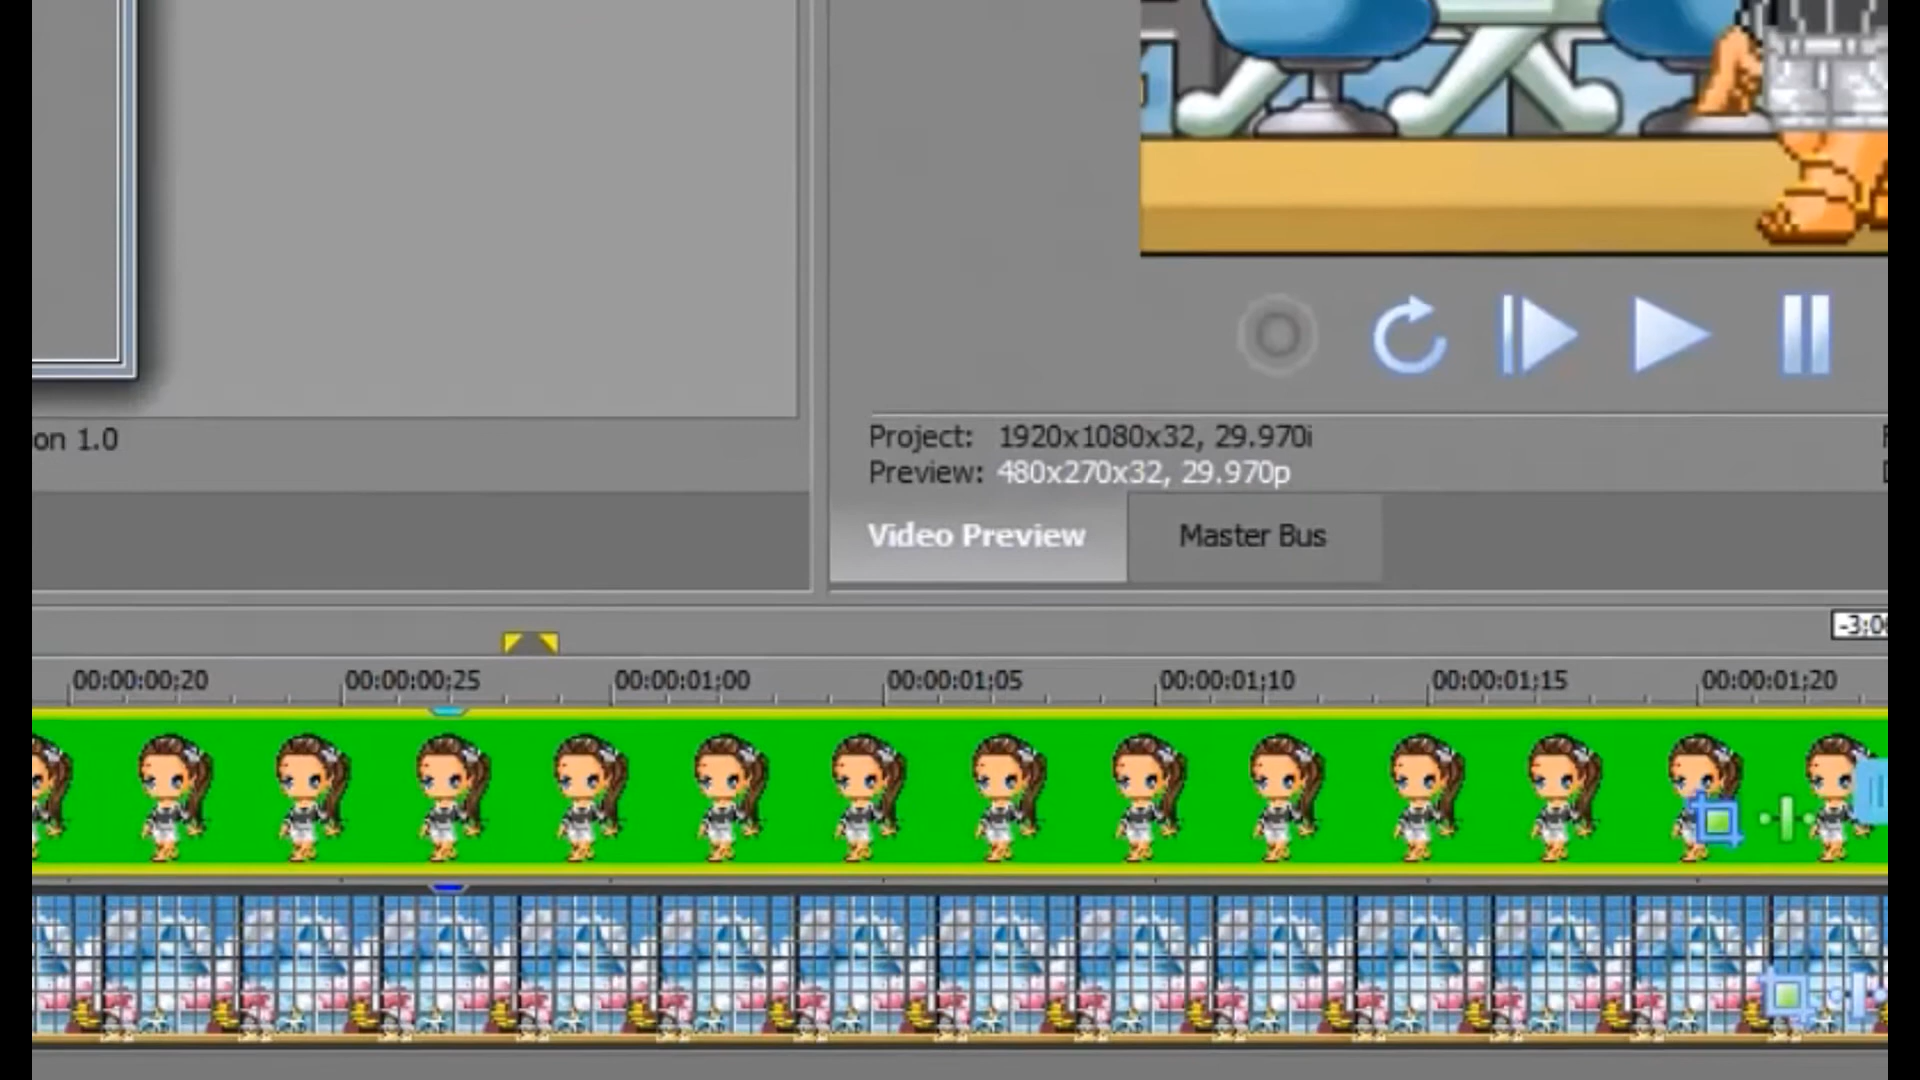 on 1.0
Project: 1920x1080x32, 29.970i
Preview: 480x270x32, 29.970p
Video Preview Master Bus
-3;0
00:00:00;20 00:00:00;25 00:00:01;00 00:00:01;05 00:00:01;10 00:00:01;15 00:00:01;20